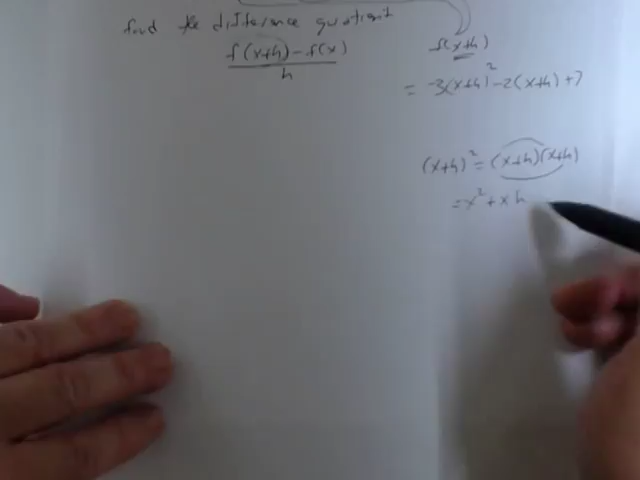 find the difference quotient
f(x+h) - f(x)
h
f(x+h)
= -3(x+h)² - 2(x+h) + 7
(x+h)² = (x+h)(x+h)
= x² + xh